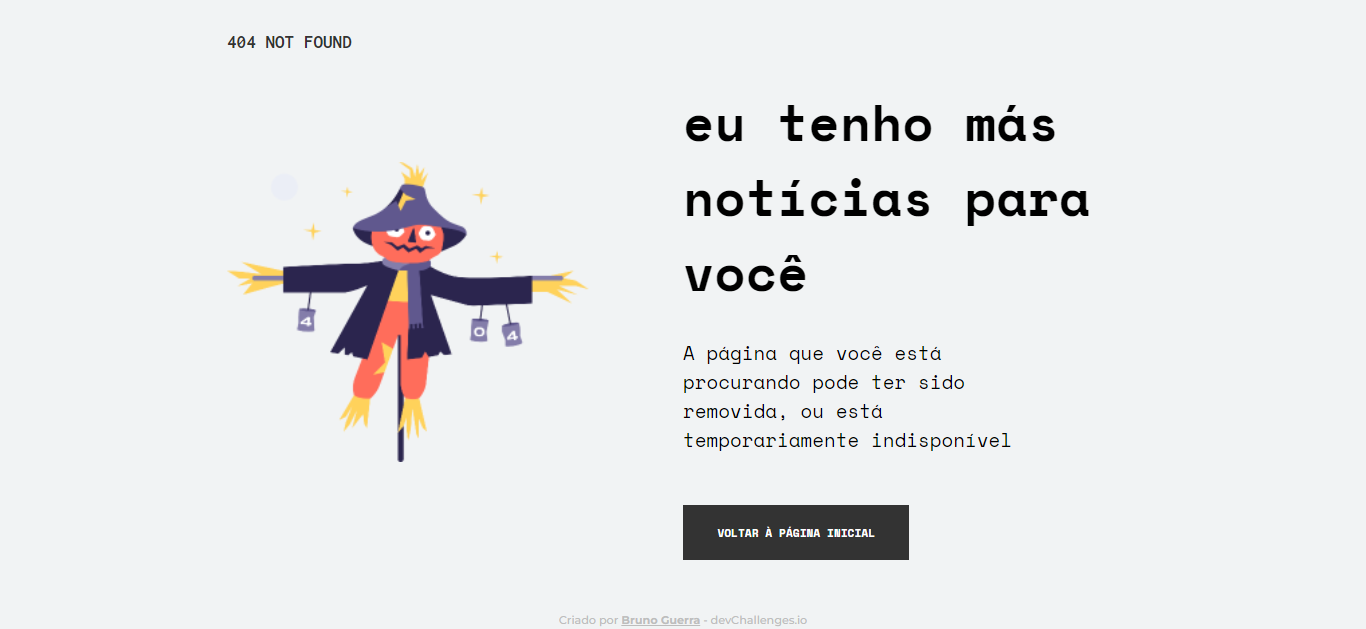 404 NOT FOUND
eu tenho más
notícias para
você
4
0
4
A página que você está
procurando pode ter sido
removida, ou está
temporariamente indisponível
VOLTAR À PÁGINA INICIAL
Criado por Bruno Guerra - devChallenges.io